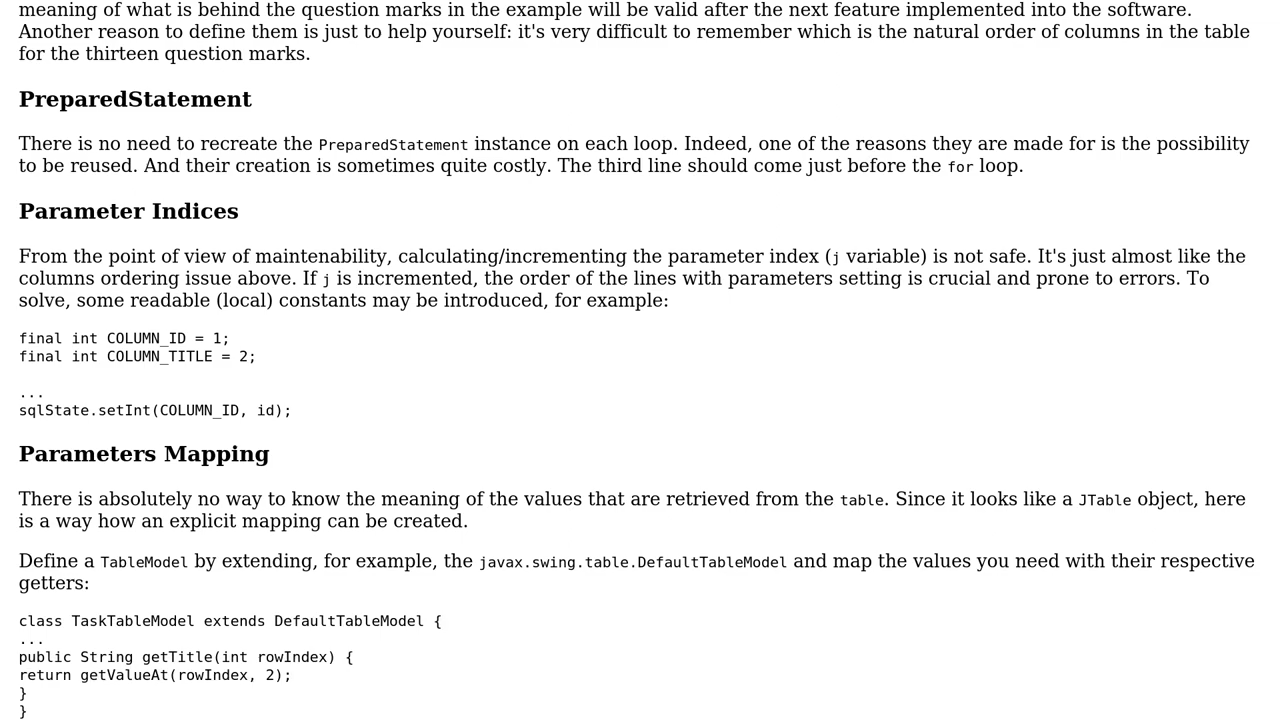 meaning of what is behind the question marks in the example will be valid after the next feature implemented into the software.
Another reason to define them is just to help yourself: it's very difficult to remember which is the natural order of columns in the table
for the thirteen question marks.
PreparedStatement
There is no need to recreate the PreparedStatement instance on each loop. Indeed, one of the reasons they are made for is the possibility
to be reused. And their creation is sometimes quite costly. The third line should come just before the for loop.
Parameter Indices
From the point of view of maintenability, calculating/incrementing the parameter index (j variable) is not safe. It's just almost like the
columns ordering issue above. If j is incremented, the order of the lines with parameters setting is crucial and prone to errors. To
solve, some readable (local) constants may be introduced, for example:
final int COLUMN_ID = 1;
final int COLUMN_TITLE = 2;
...
sqlState.setInt(COLUMN_ID, id);
Parameters Mapping
There is absolutely no way to know the meaning of the values that are retrieved from the table. Since it looks like a JTable object, here
is a way how an explicit mapping can be created.
Define a TableModel by extending, for example, the javax.swing.table.DefaultTableModel and map the values you need with their respective
getters:
class TaskTableModel extends DefaultTableModel {
...
public String getTitle(int rowIndex) {
return getValueAt(rowIndex, 2);
}
}